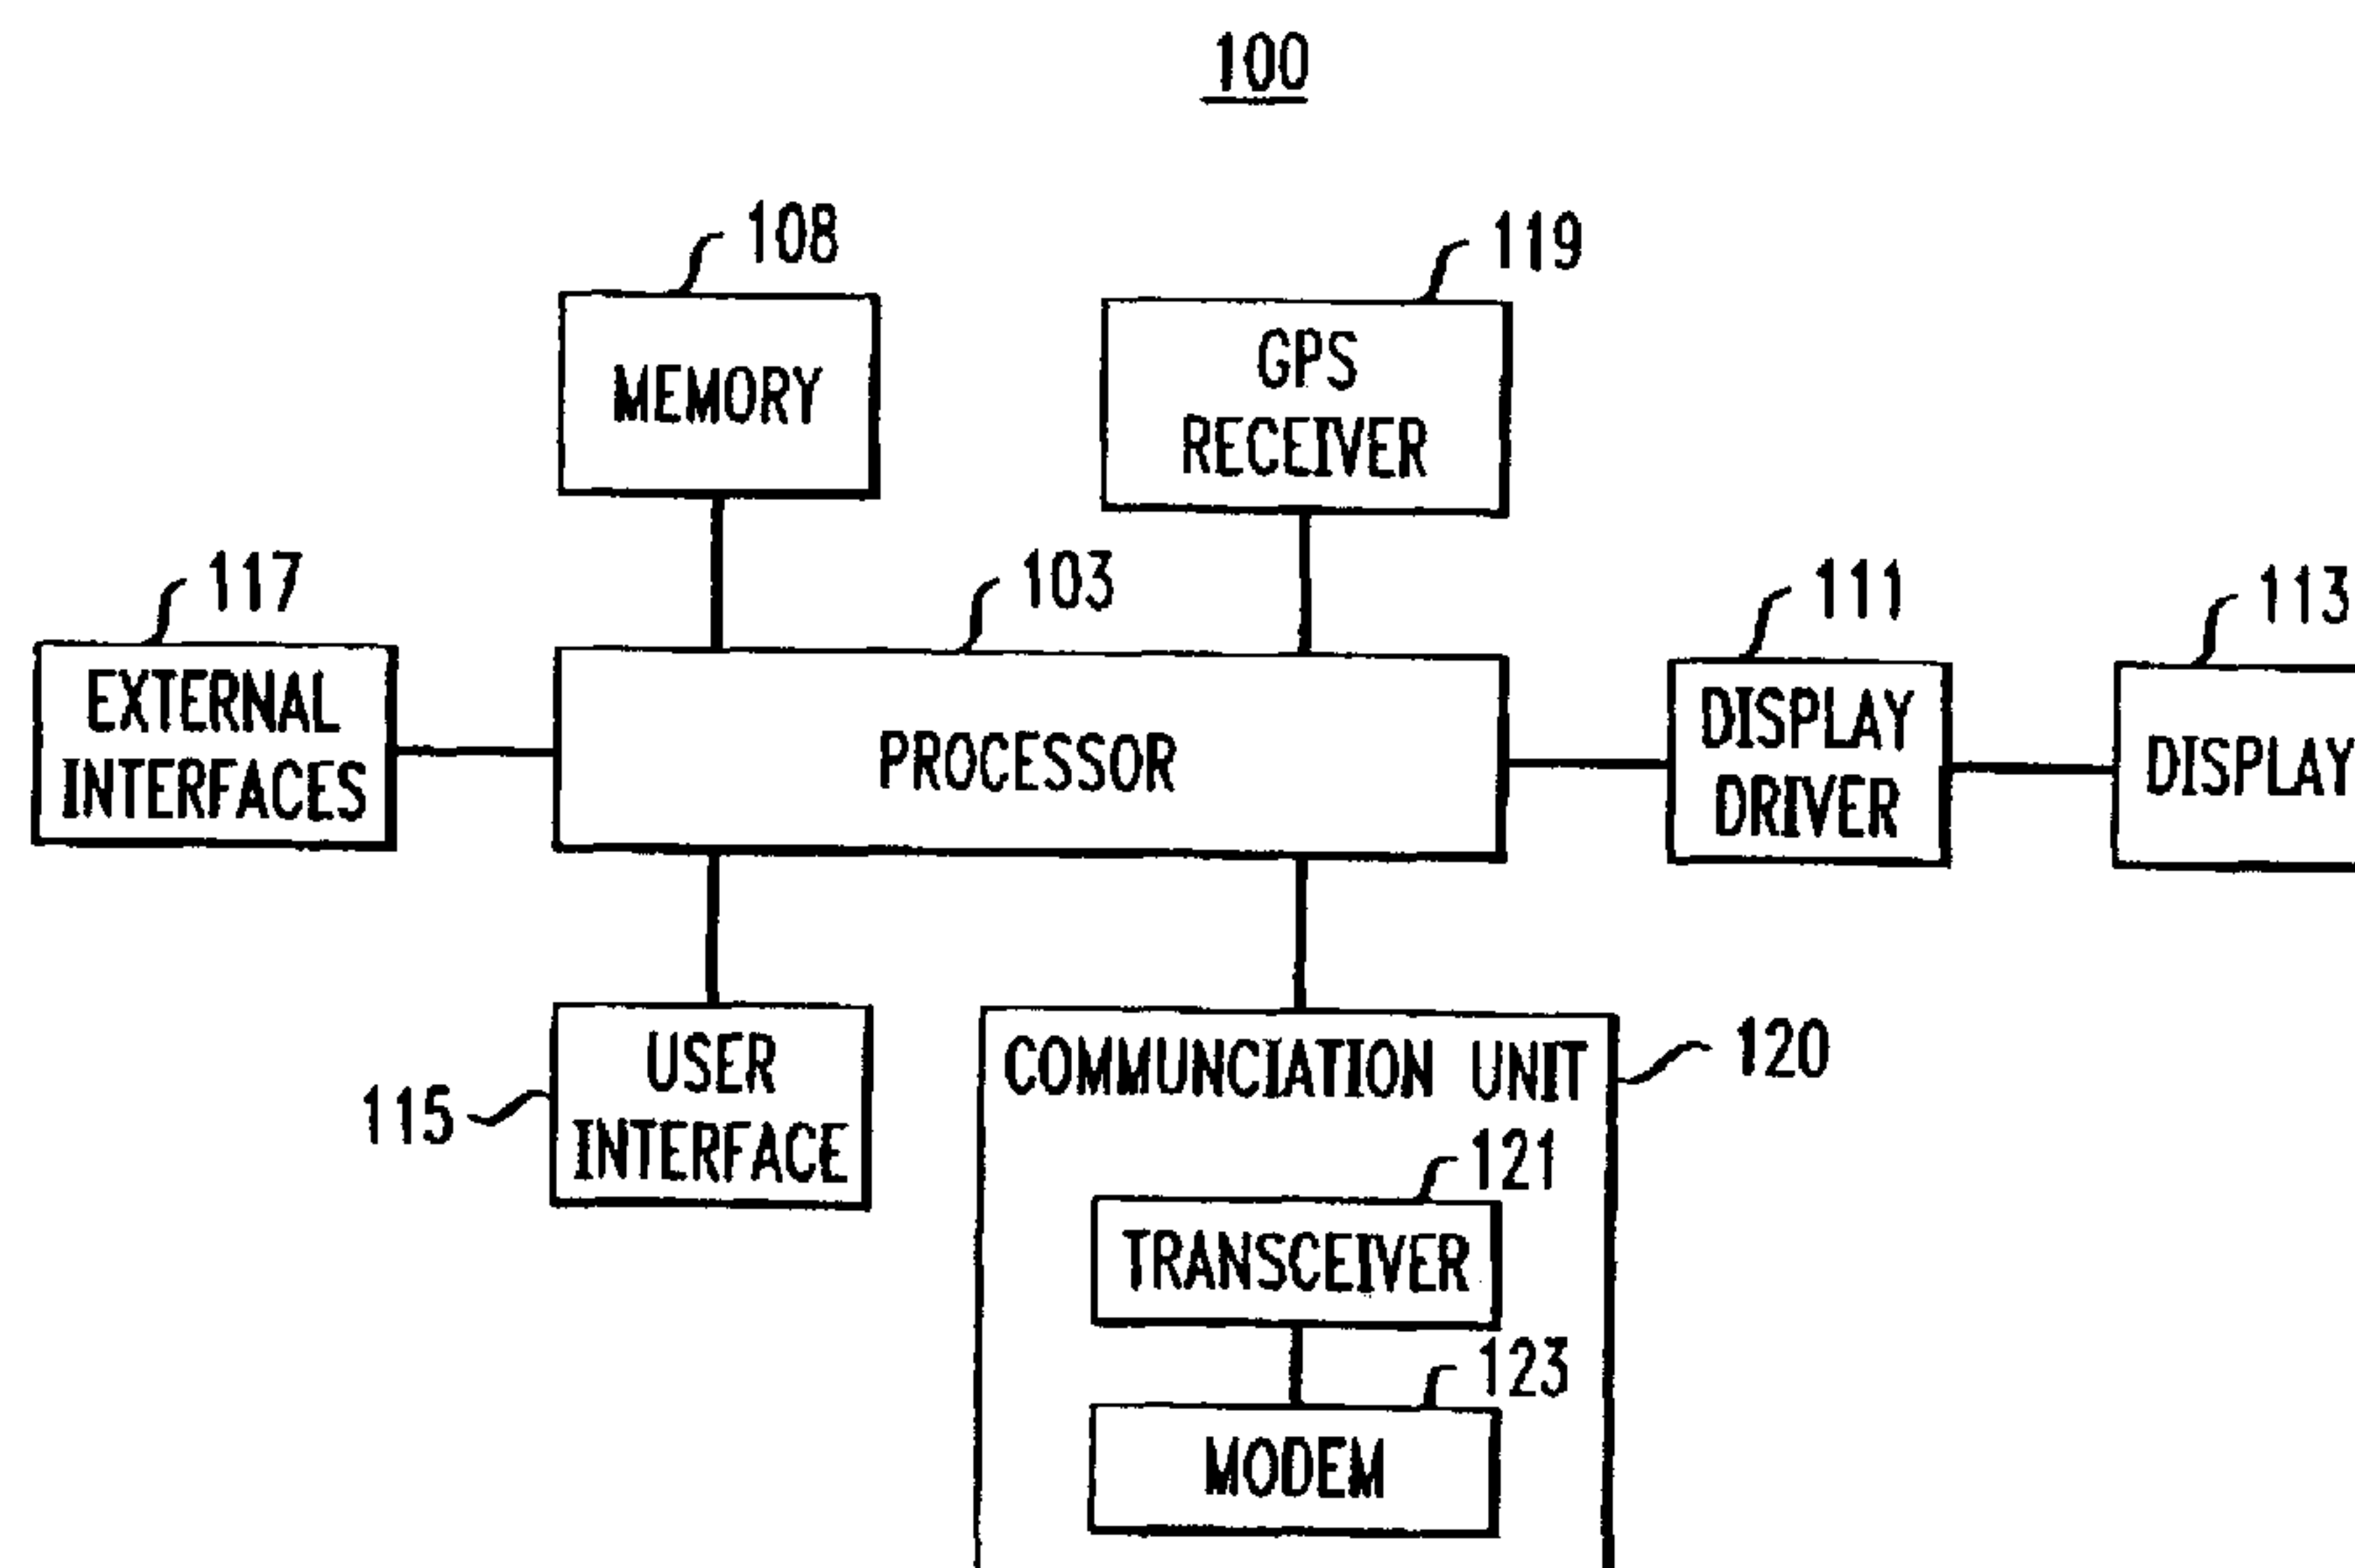 100
108
MEMORY
119
GPS
RECEIVER
117
EXTERNAL
INTERFACES
103
PROCESSOR
111
DISPLAY
DRIVER
113
DISPLAY
115
USER
INTERFACE
COMMUNCIATION UNIT
120
121
TRANSCEIVER
123
MODEM